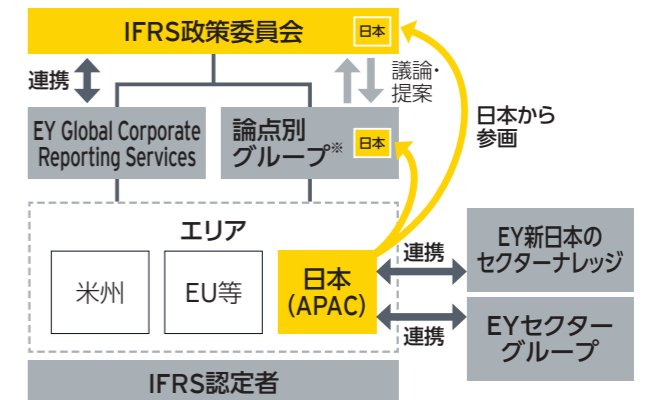 IFRS政策委員会
日本
連携
議論・
提案
日本から
参画
EY Global Corporate
Reporting Services
論点別
グループ※
日本
エリア
米州
EU等
日本
(APAC)
連携
EY新日本の
セクターナレッジ
連携
EYセクター
グループ
IFRS認定者